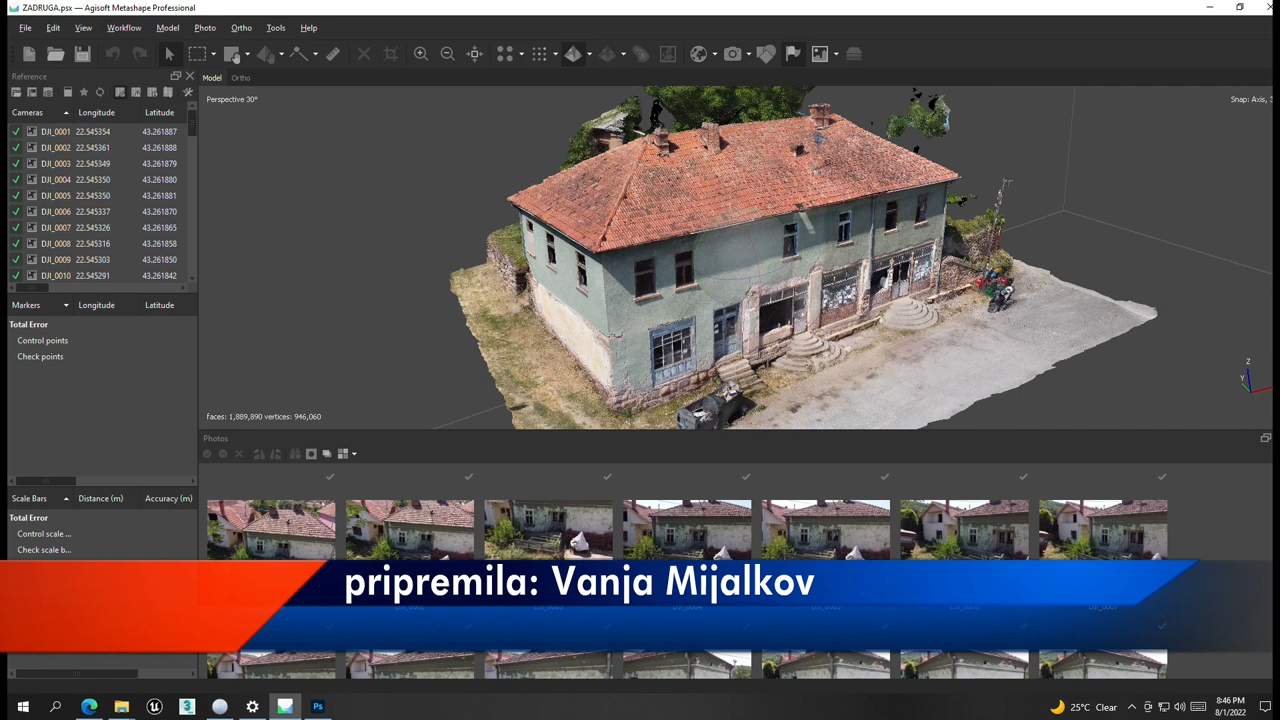 ZADRUGA.psx — Agisoft Metashape Professional
File Edit View Workflow Model Photo Ortho Tools Help
Reference
Model Ortho
Perspective 30°
Snap: Axis, 3
Cameras Longitude Latitude
DJI_0001 22.545354 43.261887
DJI_0002 22.545361 43.261888
DJI_0003 22.545349 43.261879
DJI_0004 22.545350 43.261880
DJI_0005 22.545350 43.261881
DJI_0006 22.545337 43.261870
DJI_0007 22.545326 43.261865
DJI_0008 22.545316 43.261858
DJI_0009 22.545303 43.261850
DJI_0010 22.545291 43.261842
Markers Longitude Latitude
Total Error
Control points
Check points
Z
Y
faces: 1,889,890 vertices: 946,060
Photos
Scale Bars Distance (m) Accuracy (m)
Total Error
Control scale ...
Check scale b...
pripremila: Vanja Mijalkov
25°C Clear
8:46 PM
8/1/2022